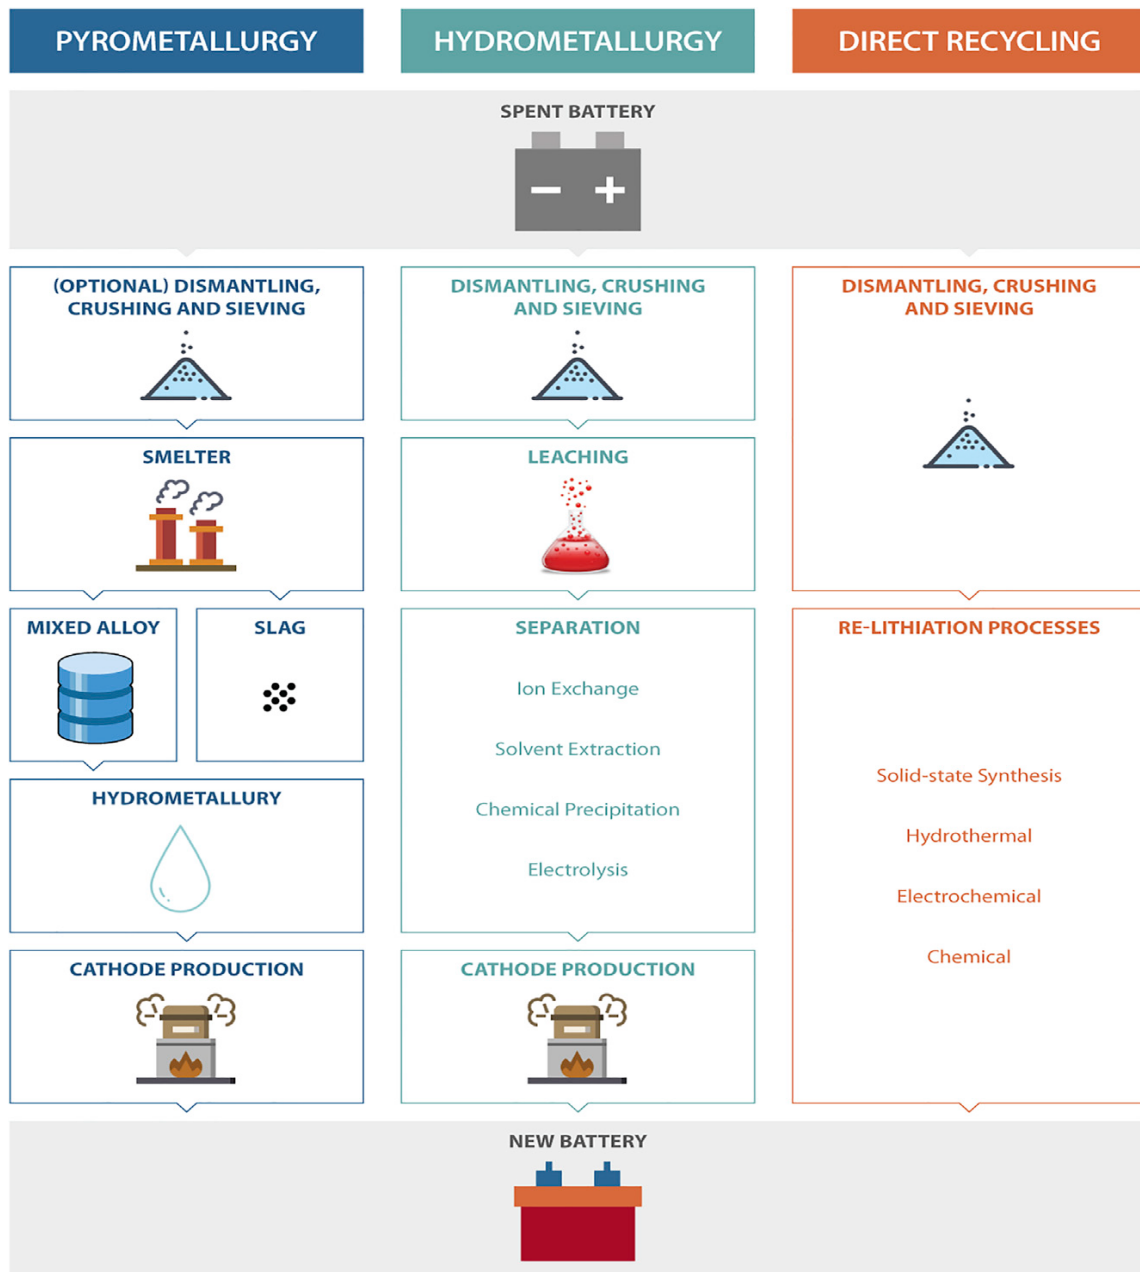 PYROMETALLURGY
HYDROMETALLURGY
DIRECT RECYCLING
SPENT BATTERY
(OPTIONAL) DISMANTLING,
CRUSHING AND SIEVING
DISMANTLING, CRUSHING
AND SIEVING
DISMANTLING, CRUSHING
AND SIEVING
SMELTER
LEACHING
MIXED ALLOY
SLAG
SEPARATION
Ion Exchange
Solvent Extraction
Chemical Precipitation
Electrolysis
RE-LITHIATION PROCESSES
Solid-state Synthesis
Hydrothermal
Electrochemical
Chemical
HYDROMETALLURY
CATHODE PRODUCTION
CATHODE PRODUCTION
NEW BATTERY